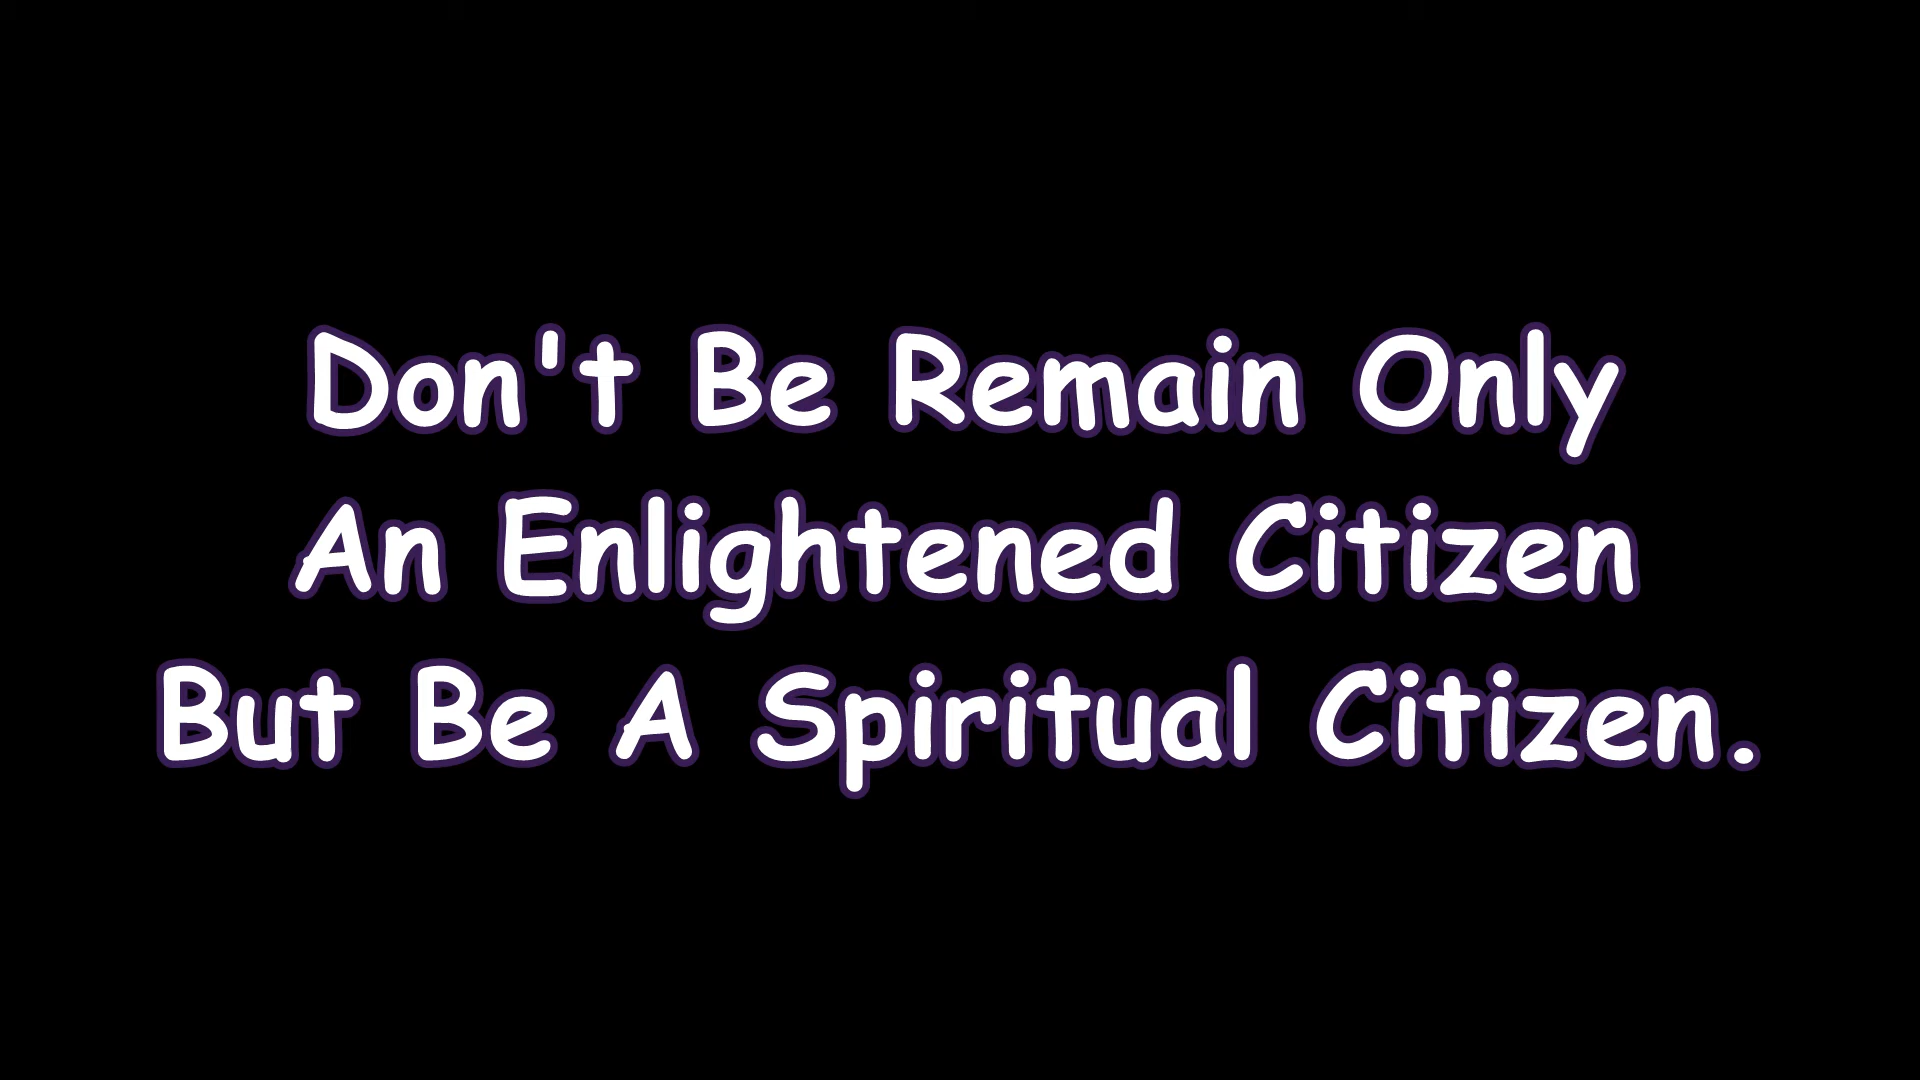 Don't Be Remain Only
An Enlightened Citizen
But Be A Spiritual Citizen.